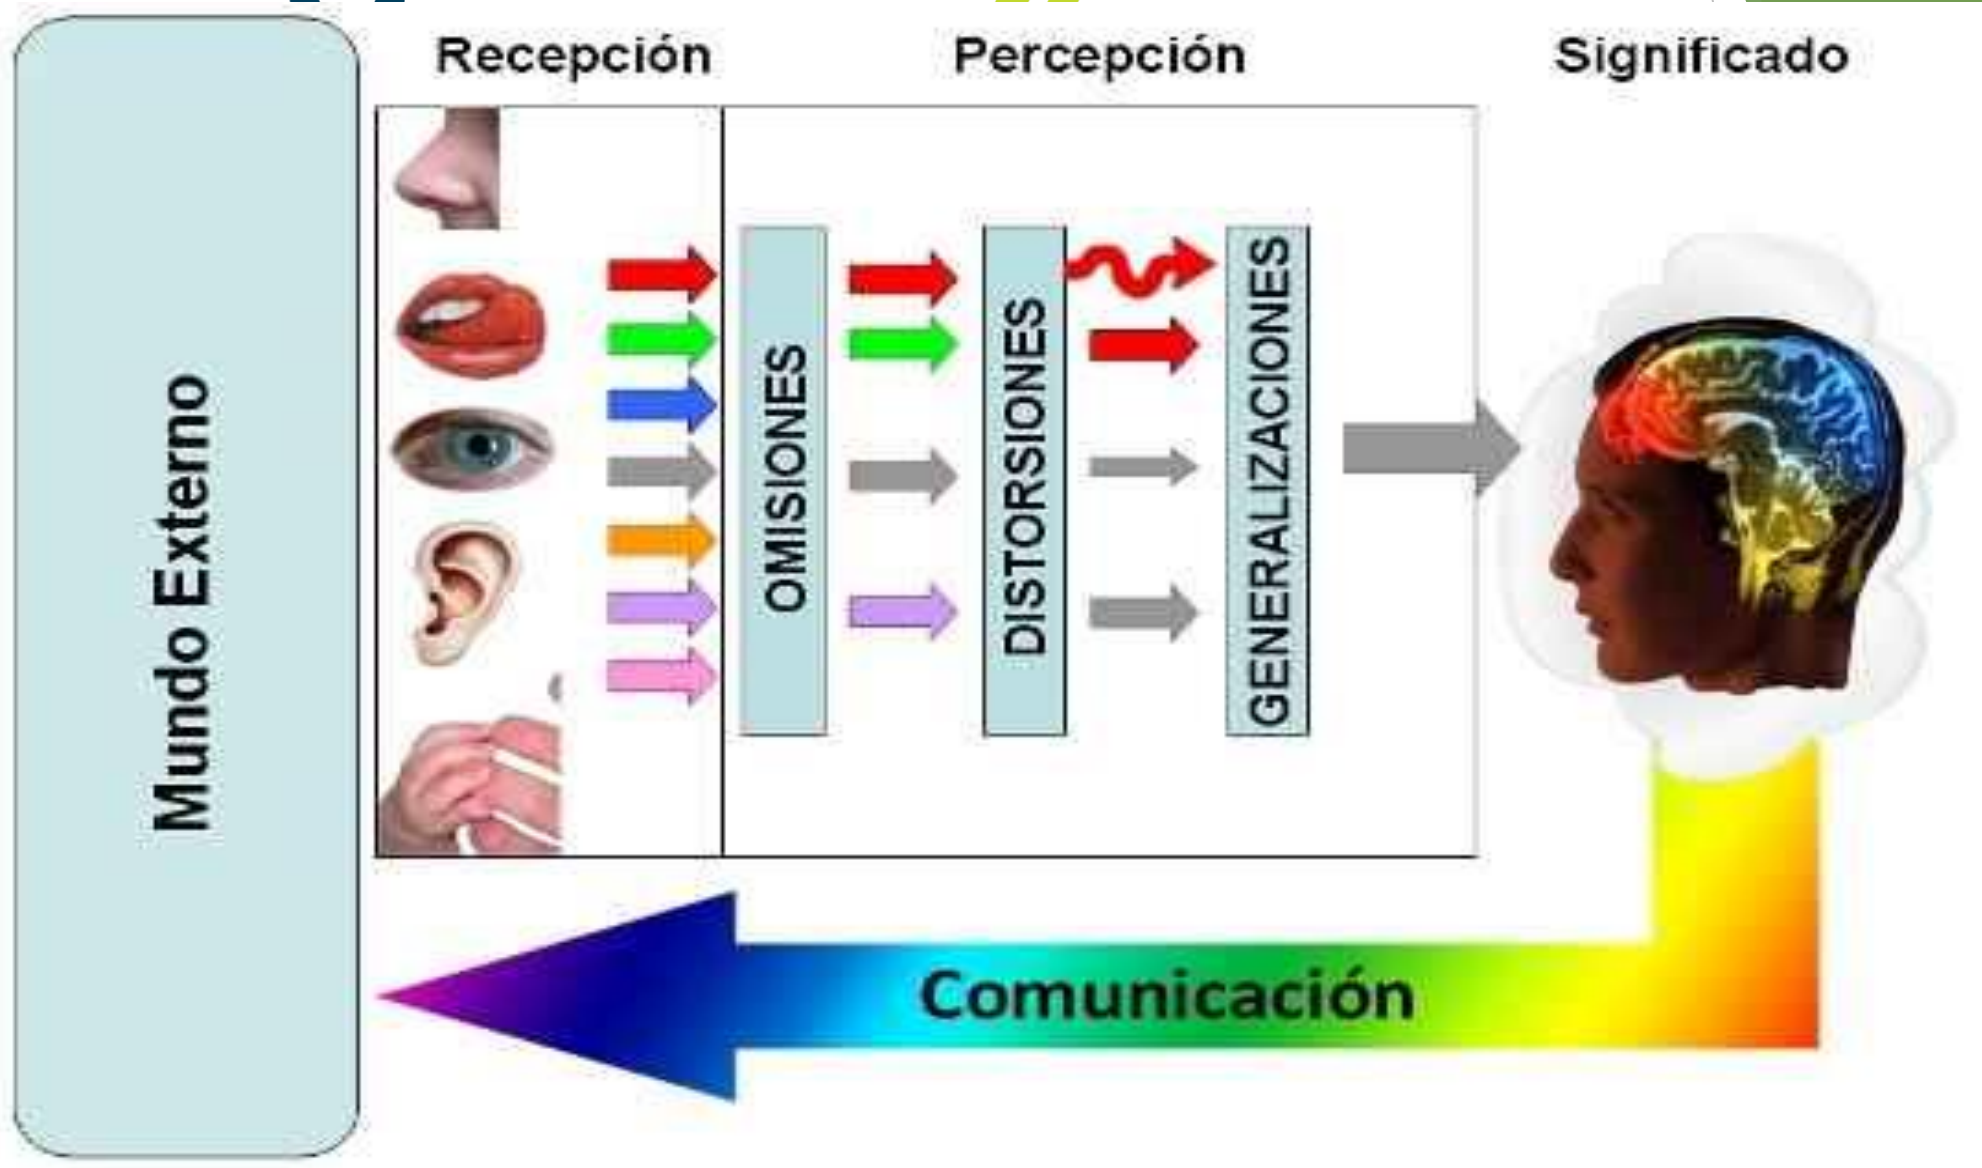 Recepción
Percepción
Significado
Mundo Externo
OMISIONES
DISTORSIONES
GENERALIZACIONES
Comunicación